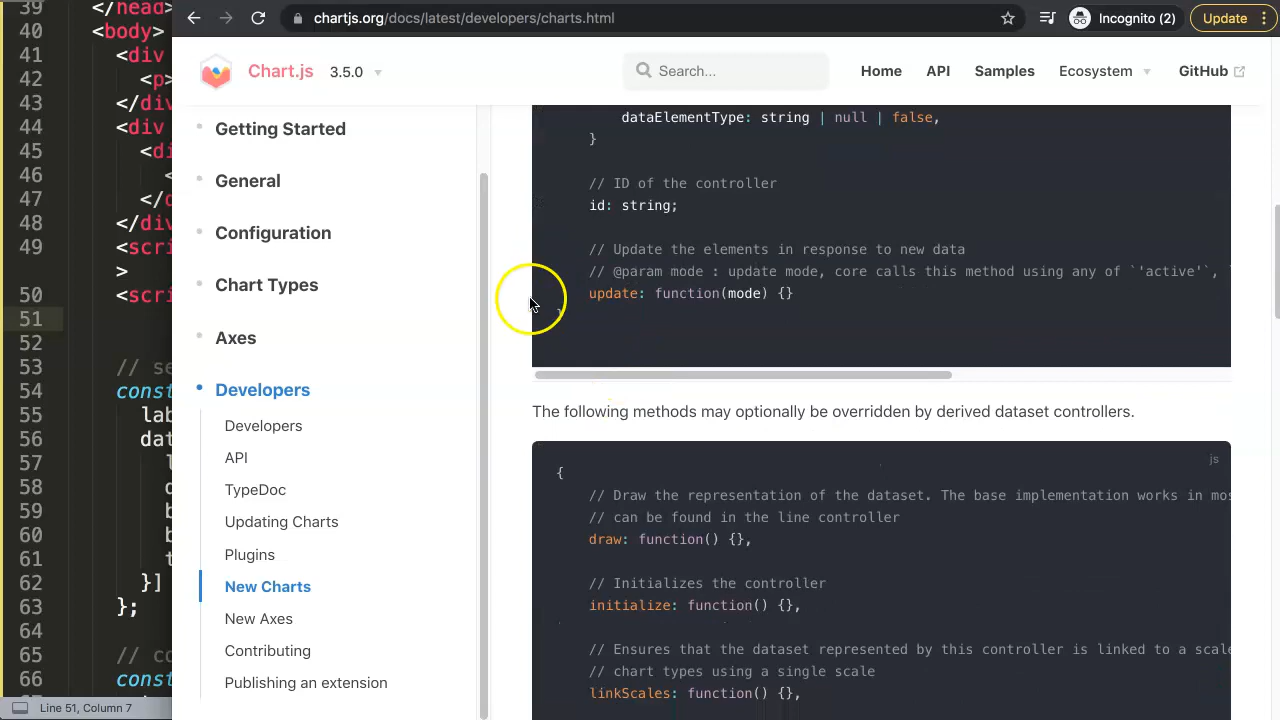 chartjs.org/docs/latest/developers/charts.html
Incognito (2)
Update
Chart.js
3.5.0
Search...
Home
API
Samples
Ecosystem
GitHub
Getting Started
General
Configuration
Chart Types
Axes
Developers
Developers
API
TypeDoc
Updating Charts
Plugins
New Charts
New Axes
Contributing
Publishing an extension
dataElementType: string | null | false,
}
// ID of the controller
id: string;
// Update the elements in response to new data
// @param mode : update mode, core calls this method using any of `'active'`, `
update: function(mode) {}
}
The following methods may optionally be overridden by derived dataset controllers.
js
{
// Draw the representation of the dataset. The base implementation works in mos
// can be found in the line controller
draw: function() {},
// Initializes the controller
initialize: function() {},
// Ensures that the dataset represented by this controller is linked to a scale
// chart types using a single scale
linkScales: function() {},
39 </head>
40 <body>
41 <div
42 <p>
43 </div>
44 <div
45 <di
46 <
47 </d
48 </div>
49 <scri
>
50 <scri
51
52
53 // se
54 const
55 lab
56 dat
57 l
58 d
59 b
60 b
61 t
62 }]
63 };
64
65 // co
66 const
Line 51, Column 7